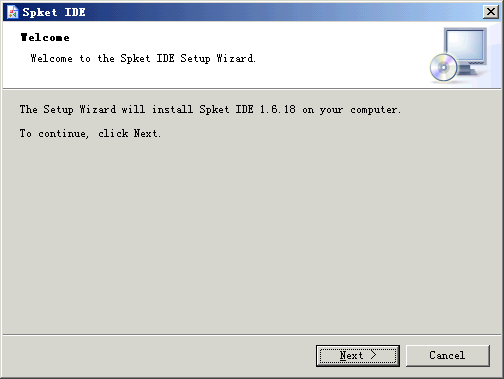 Spket IDE
Welcome
Welcome to the Spket IDE Setup Wizard.
The Setup Wizard will install Spket IDE 1.6.18 on your computer.
To continue, click Next.
Next >
Cancel